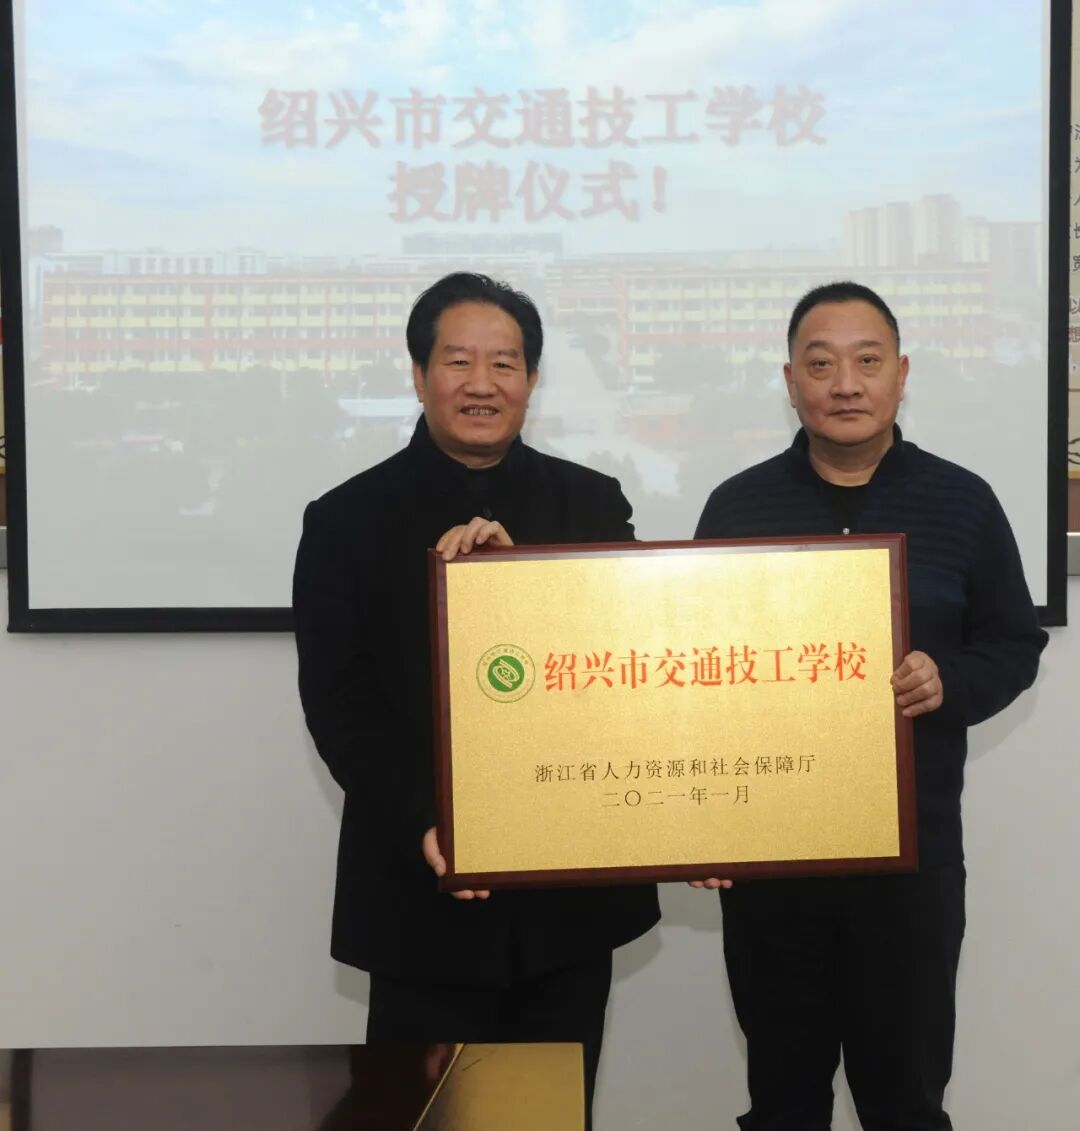 绍兴市交通技工学校
授牌仪式！
绍兴市交通技工学校
浙江省人力资源和社会保障厅
二〇二一年一月